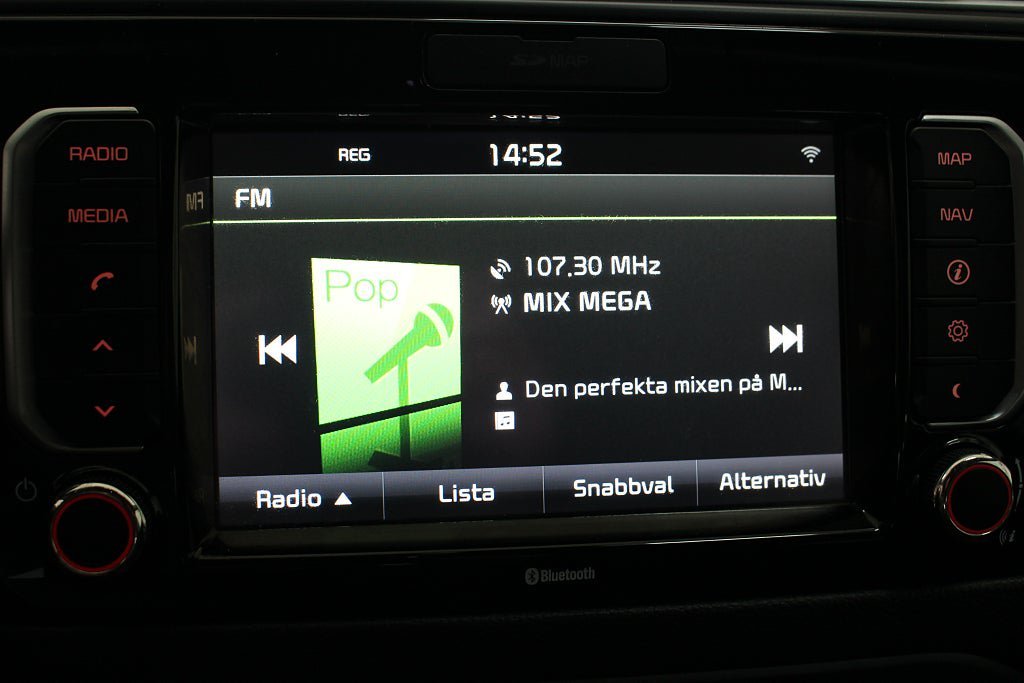 MAP
RADIO
MEDIA
MAP
NAV
REG 14:52
FM
Pop
107.30 MHz
MIX MEGA
Den perfekta mixen på M...
Radio Lista Snabbval Alternativ
Bluetooth